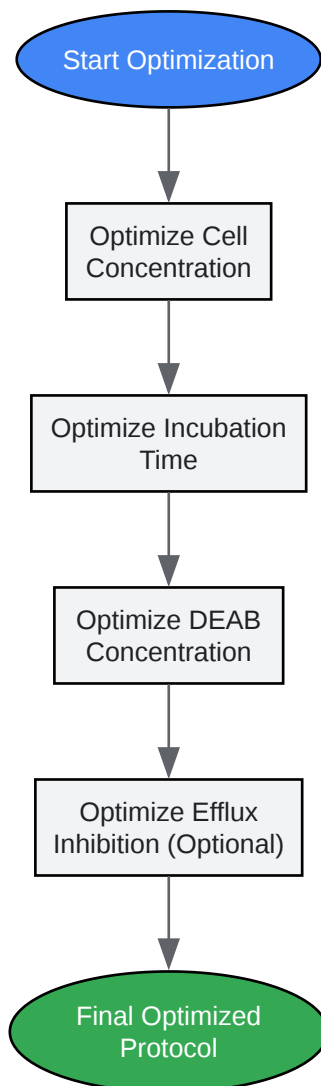 Start Optimization
Optimize Cell
Concentration
Optimize Incubation
Time
Optimize DEAB
Concentration
Optimize Efflux
Inhibition (Optional)
Final Optimized
Protocol